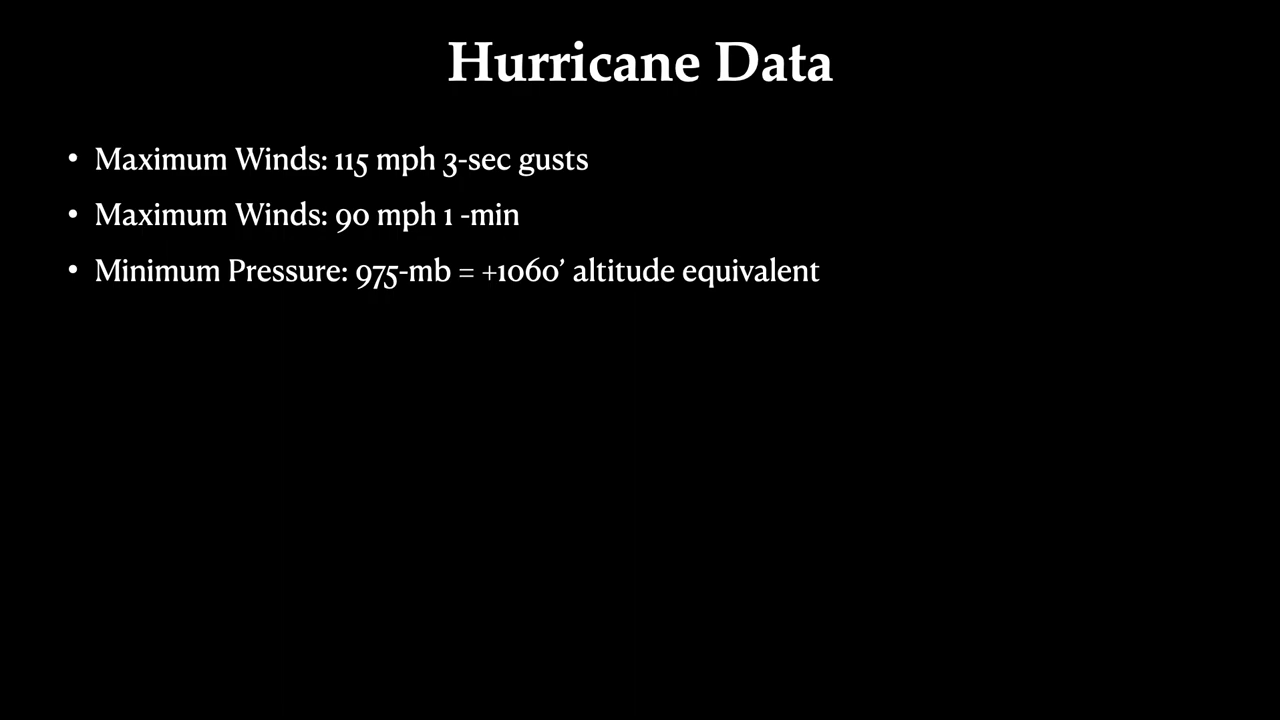 Hurricane Data
• Maximum Winds: 115 mph 3-sec gusts
• Maximum Winds: 90 mph 1 -min
• Minimum Pressure: 975-mb = +1060’ altitude equivalent